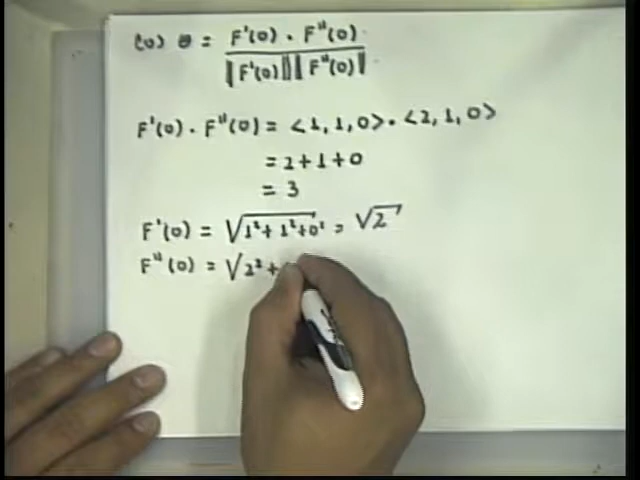 cos θ = F'(0) · F''(0) / ‖F'(0)‖‖F''(0)‖
F'(0) · F''(0) = <1, 1, 0> · <2, 1, 0>
= 2 + 1 + 0
= 3
F'(0) = √1² + 1² + 0² = √2
F''(0) = √2² +